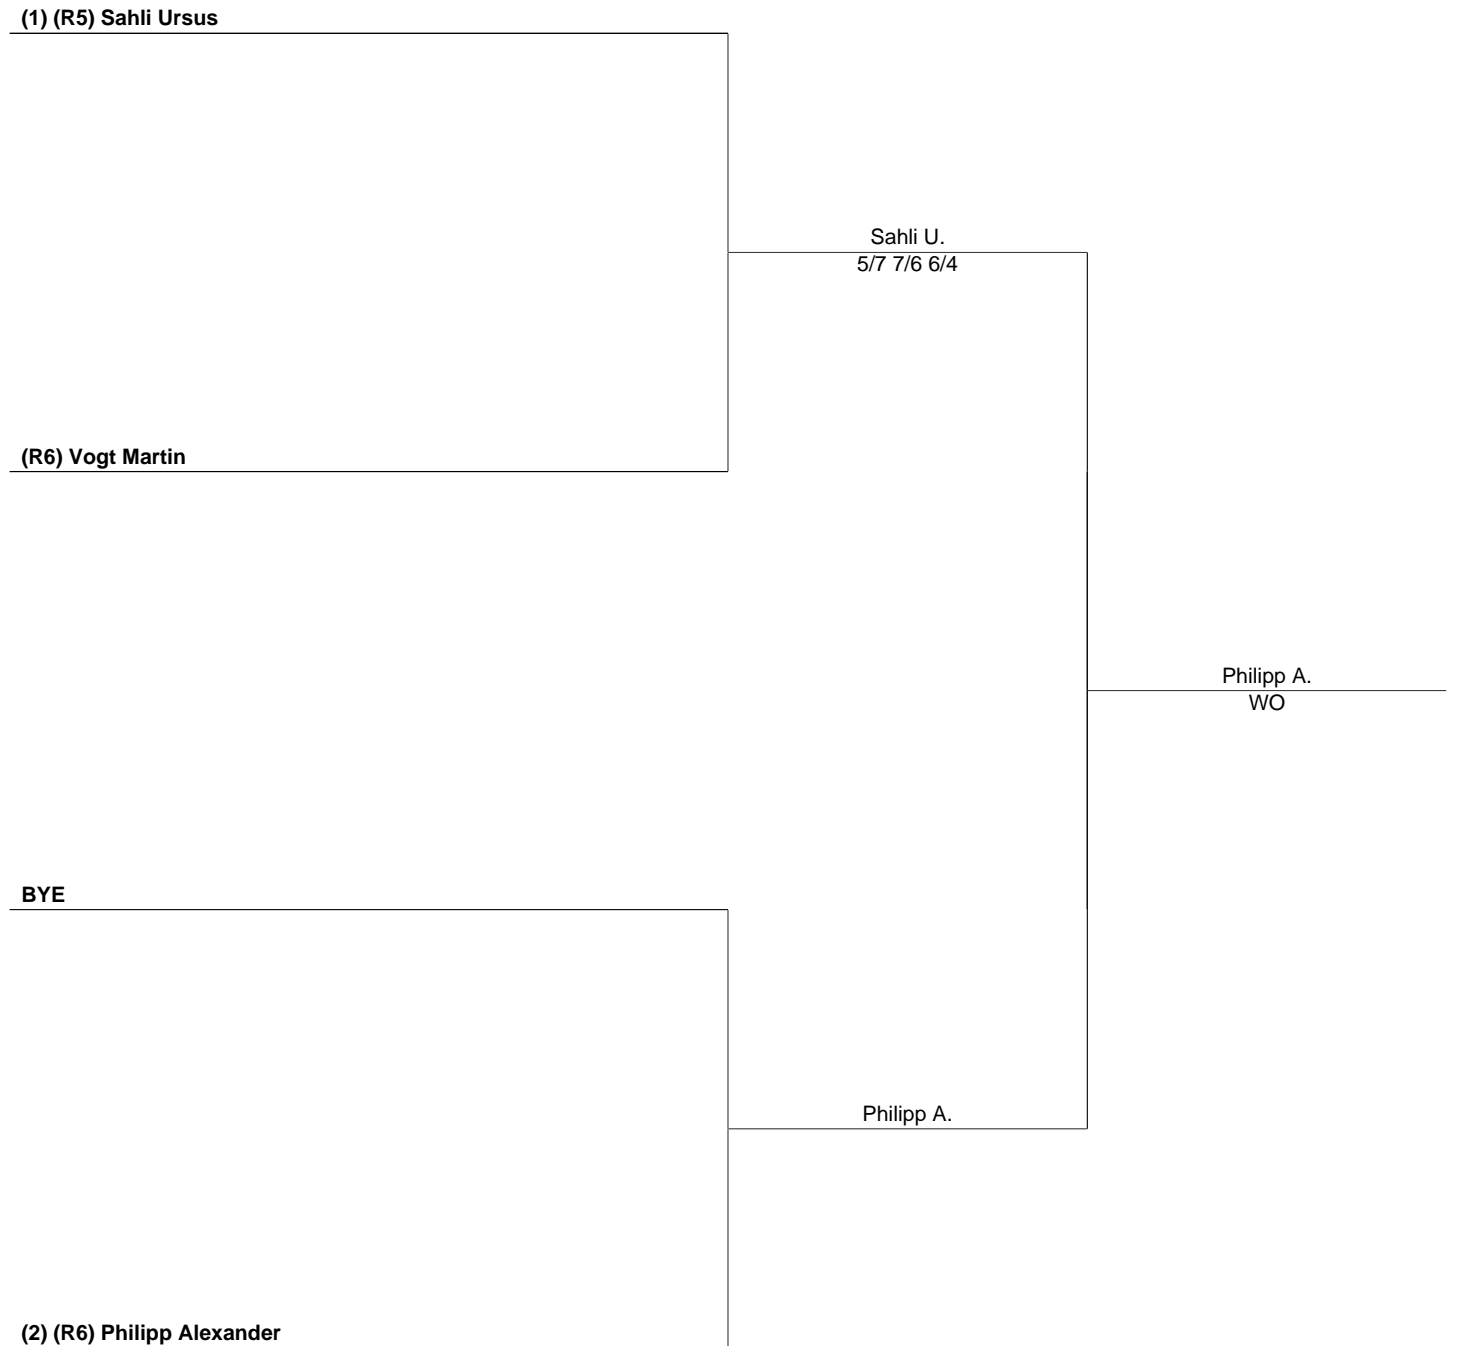 (1) (R5) Sahli Ursus
Sahli U.
5/7 7/6 6/4
(R6) Vogt Martin
Philipp A.
WO
BYE
Philipp A.
(2) (R6) Philipp Alexander